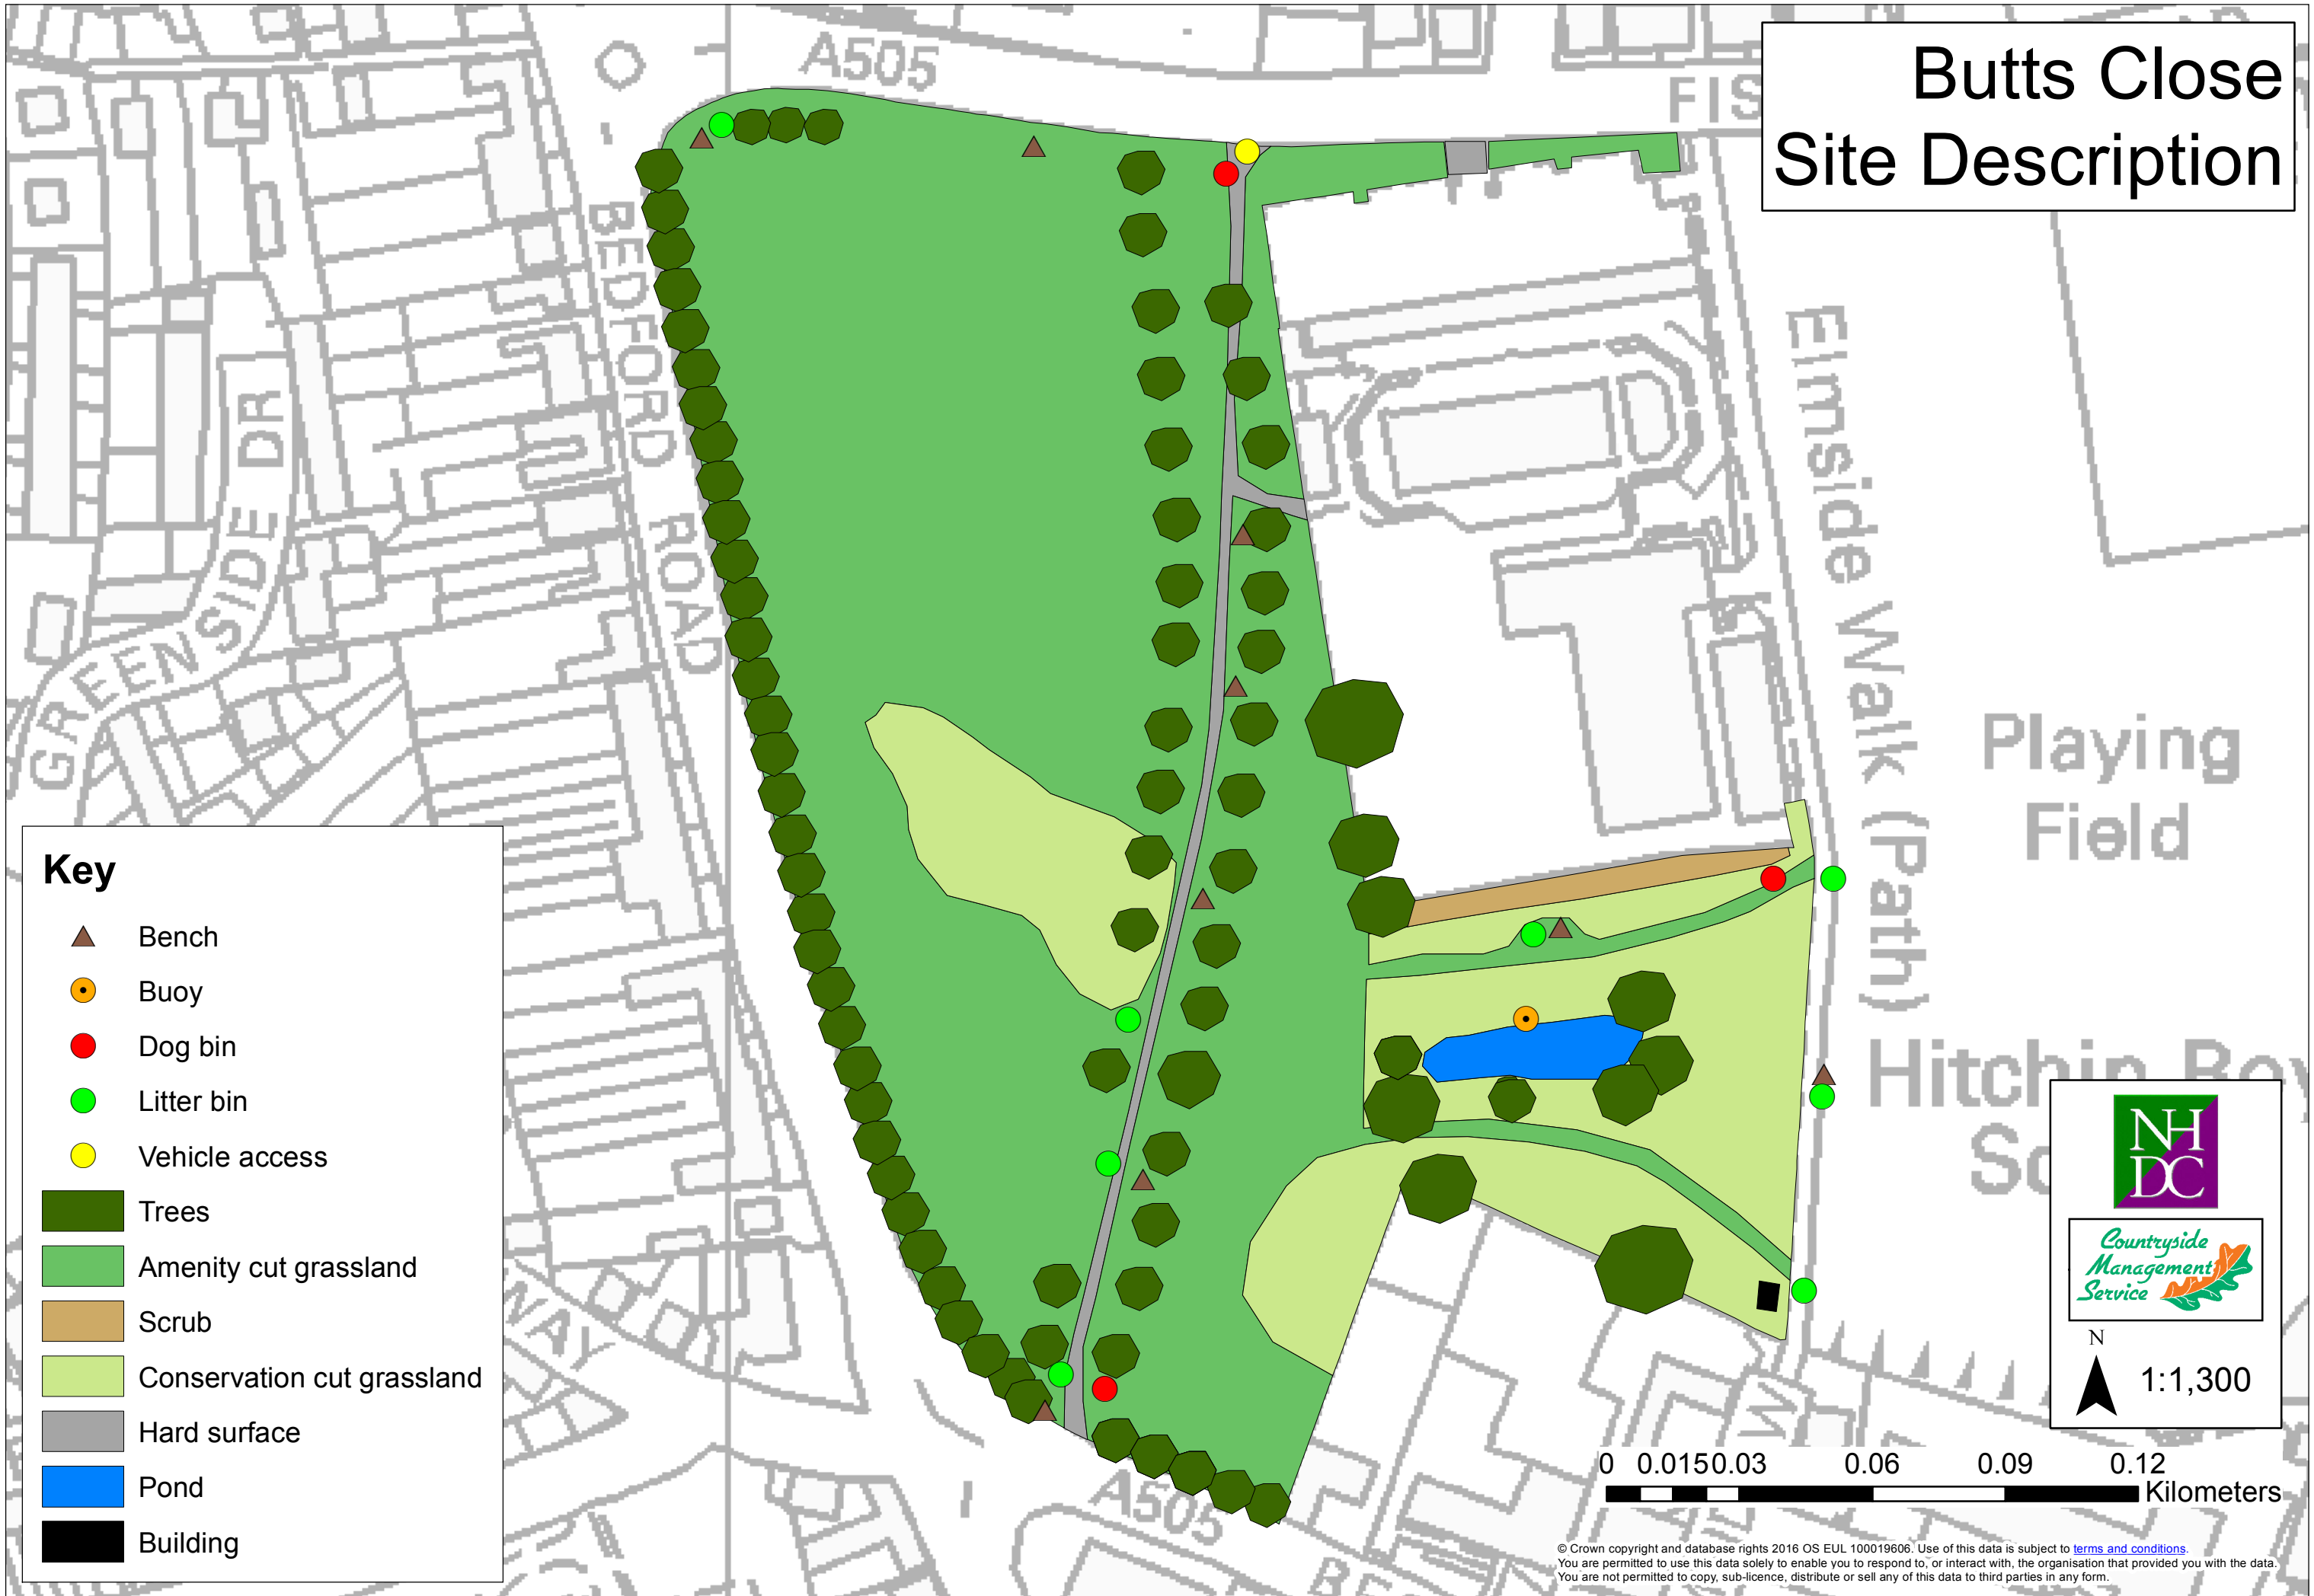 Butts Close
Site Description
A505
FIS
BEDFORD ROAD
GREENSIDE DR
Elmside Walk (Path)
Playing
Field
Hitchin Boy
Key
Bench
Buoy
Dog bin
Litter bin
Vehicle access
Trees
Amenity cut grassland
Scrub
Conservation cut grassland
Hard surface
Pond
Building
WAY
A505
NH
DC
Countryside
Management
Service
N
1:1,300
0 0.015 0.03 0.06 0.09 0.12
Kilometers
© Crown copyright and database rights 2016 OS EUL 100019606. Use of this data is subject to terms and conditions.
You are permitted to use this data solely to enable you to respond to, or interact with, the organisation that provided you with the data.
You are not permitted to copy, sub-licence, distribute or sell any of this data to third parties in any form.